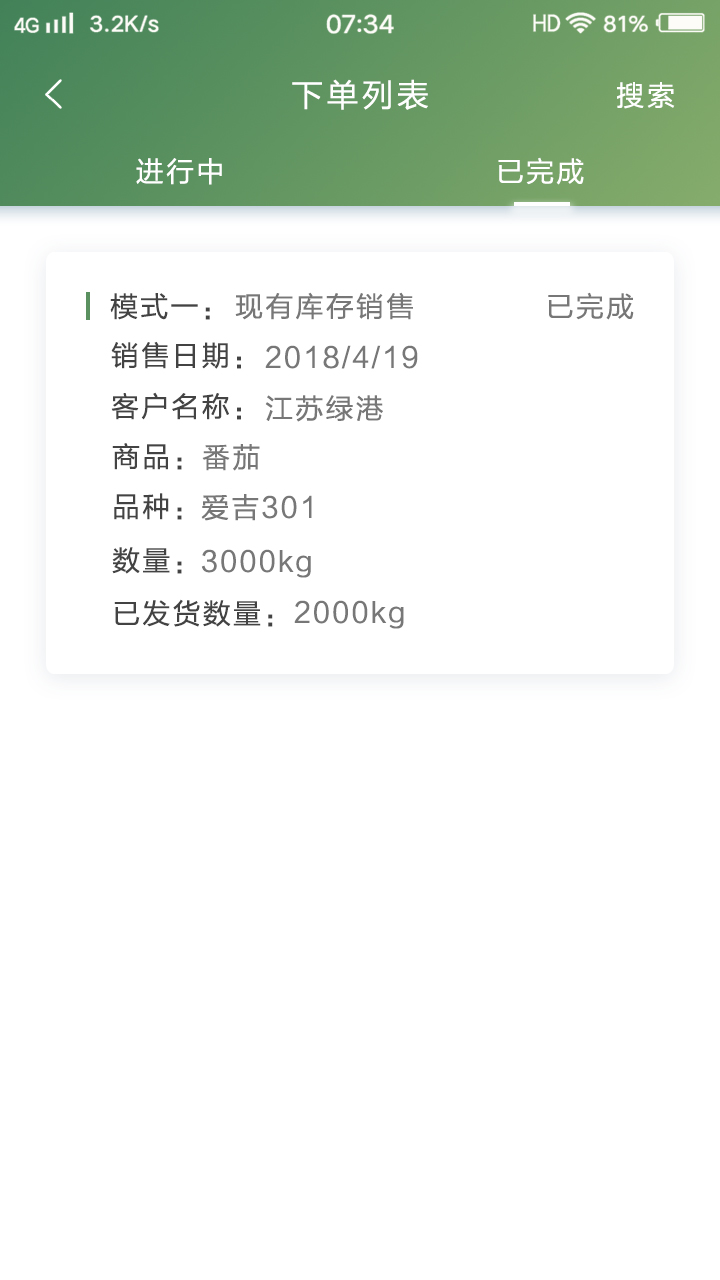 4G 3.2K/s 07:34 HD 81%
下单列表 搜索
进行中 已完成
模式一：现有库存销售 已完成
销售日期：2018/4/19
客户名称：江苏绿港
商品：番茄
品种：爱吉301
数量：3000kg
已发货数量：2000kg